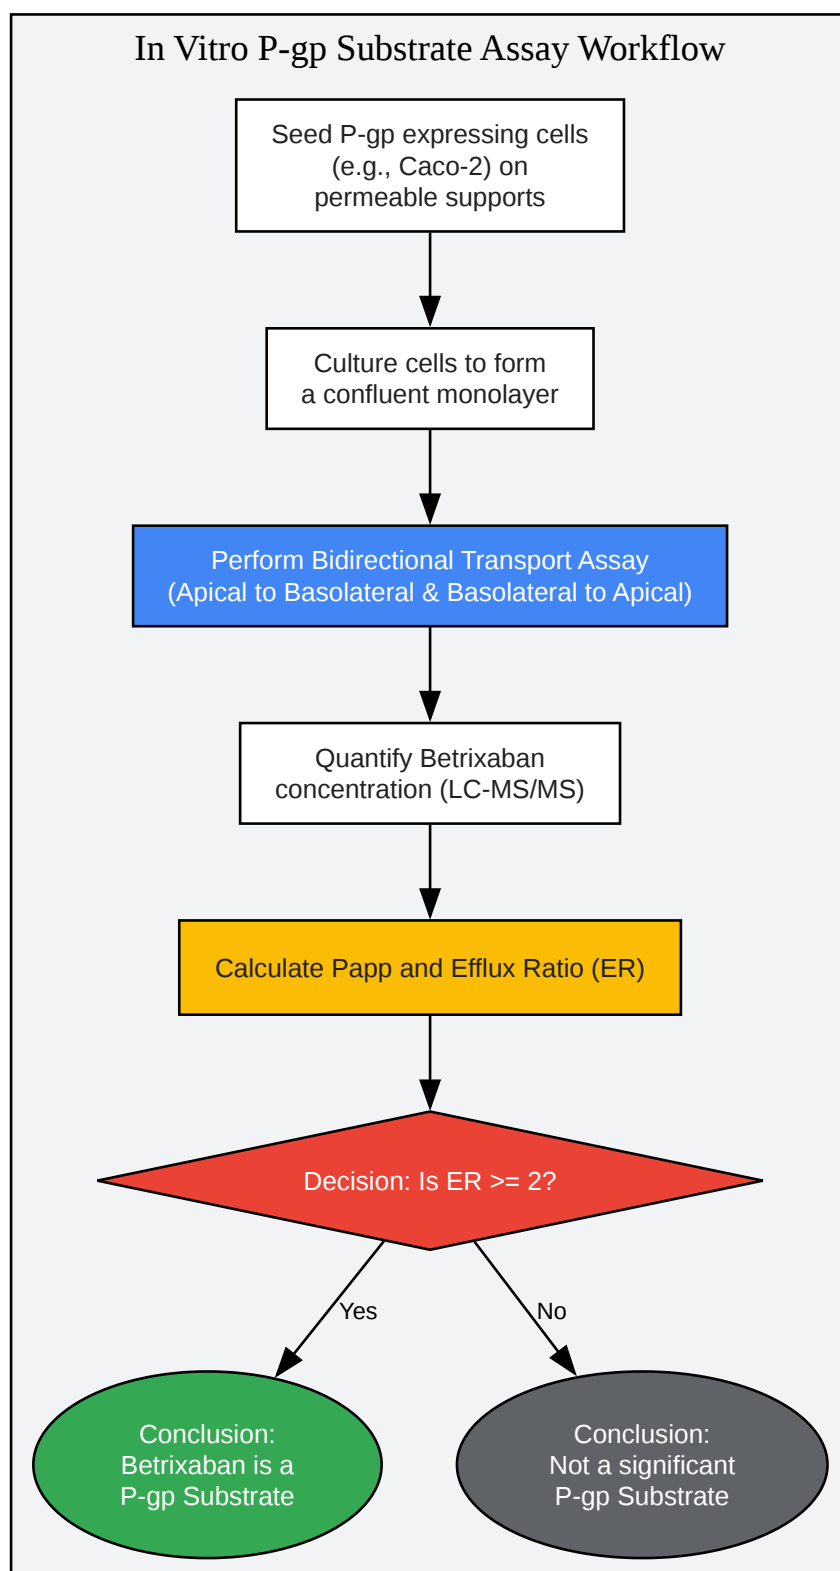 In Vitro P-gp Substrate Assay Workflow
Seed P-gp expressing cells
(e.g., Caco-2) on
permeable supports
Culture cells to form
a confluent monolayer
Perform Bidirectional Transport Assay
(Apical to Basolateral & Basolateral to Apical)
Quantify Betrixaban
concentration (LC-MS/MS)
Calculate Papp and Efflux Ratio (ER)
Decision: Is ER >= 2?
Yes
No
Conclusion:
Betrixaban is a
P-gp Substrate
Conclusion:
Not a significant
P-gp Substrate